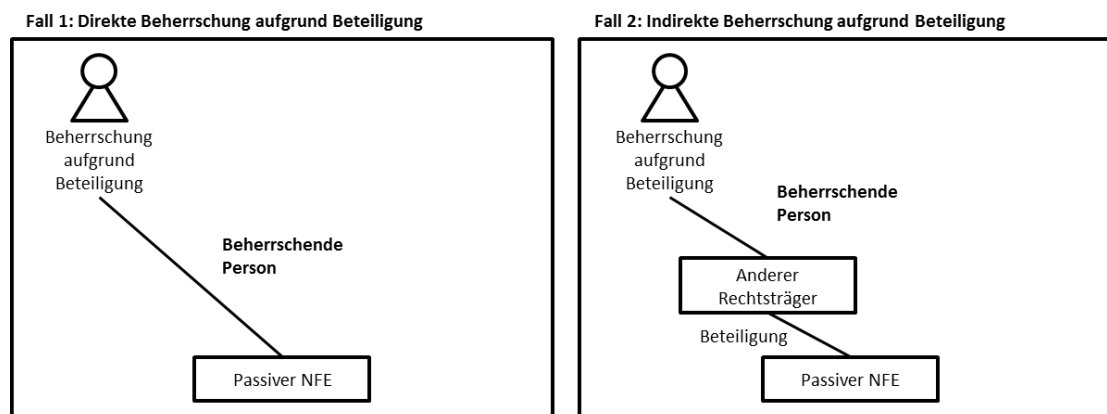 Fall 1: Direkte Beherrschung aufgrund Beteiligung
Beherrschung
aufgrund
Beteiligung
Beherrschende
Person
Passiver NFE
Fall 2: Indirekte Beherrschung aufgrund Beteiligung
Beherrschung
aufgrund
Beteiligung
Beherrschende
Person
Anderer
Rechtsträger
Beteiligung
Passiver NFE